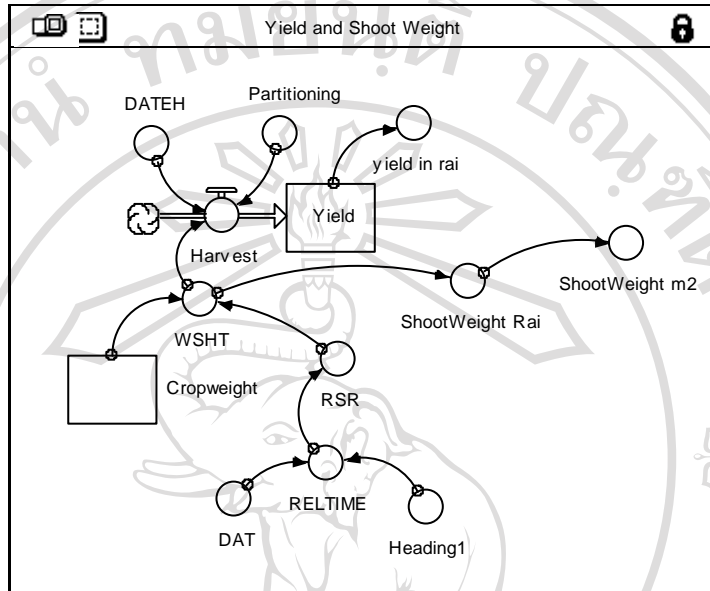 Yield and Shoot Weight
DATEH
Partitioning
yield in rai
Yield
Harvest
ShootWeight m2
ShootWeight Rai
WSHT
Cropweight
RSR
RELTIME
DAT
Heading1